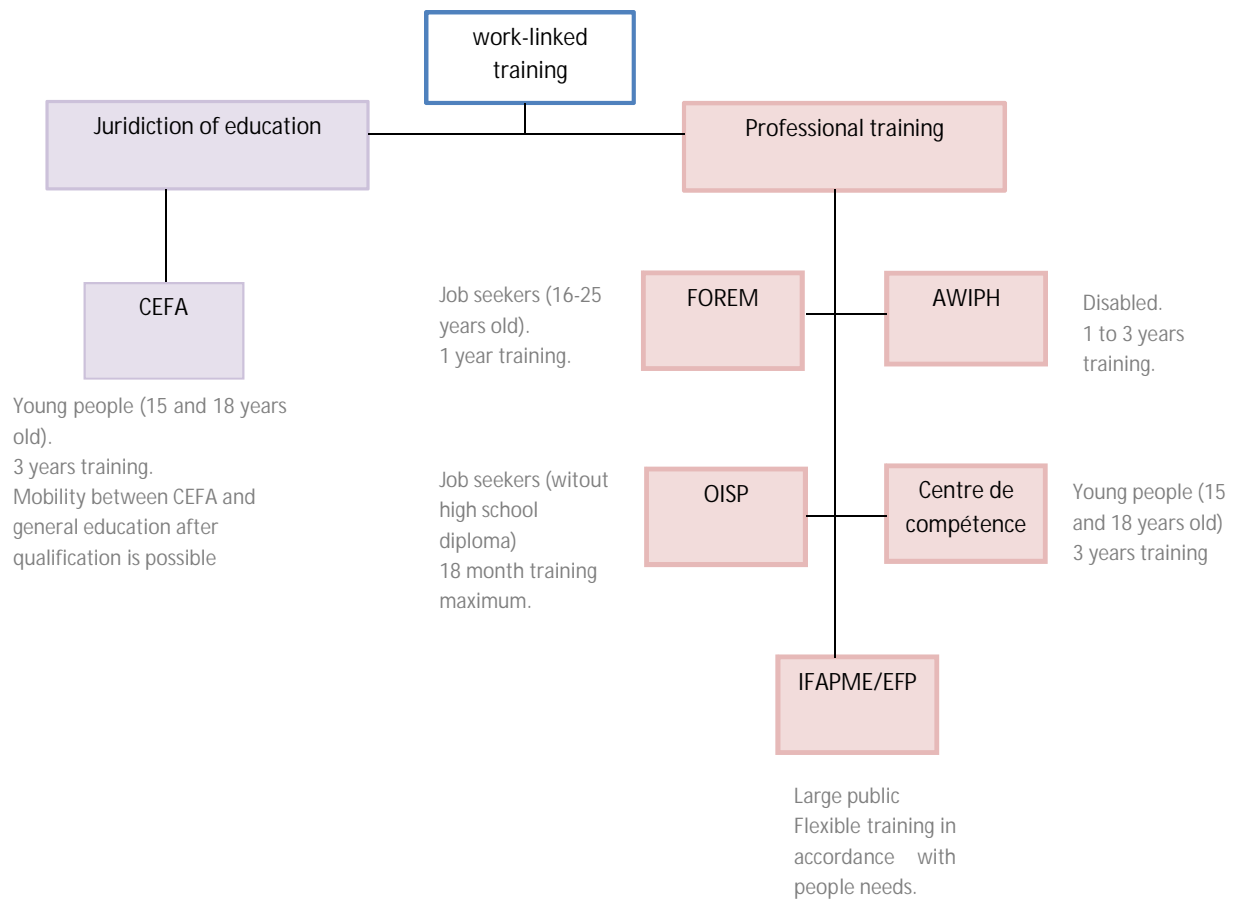 work-linked
training
Juridiction of education
Professional training
CEFA
Young people (15 and 18 years
old).
3 years training.
Mobility between CEFA and
general education after
qualification is possible
Job seekers (16-25
years old).
1 year training.
FOREM
AWIPH
Disabled.
1 to 3 years
training.
Job seekers (witout
high school
diploma)
18 month training
maximum.
OISP
Centre de
compétence
Young people (15
and 18 years old)
3 years training
IFAPME/EFP
Large public
Flexible training in
accordance with
people needs.